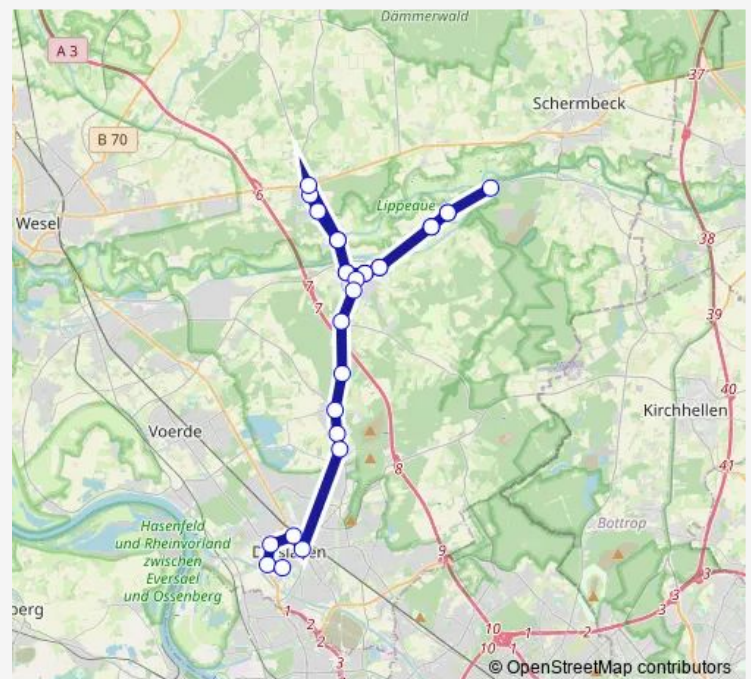 Dämmerwald
A 3
37
Schermbeck
B 70
6
Lippeaue
Wesel
38
7
7
39
40
Kirchhellen
Voerde
41
8
Hasenfeld
und Rheinvorland
zwischen
Eversael
und Ossenberg
Bottrop
9
3
berg
1
2
2
3
3
3
10
10
1
1
2
© OpenStreetMap contributors